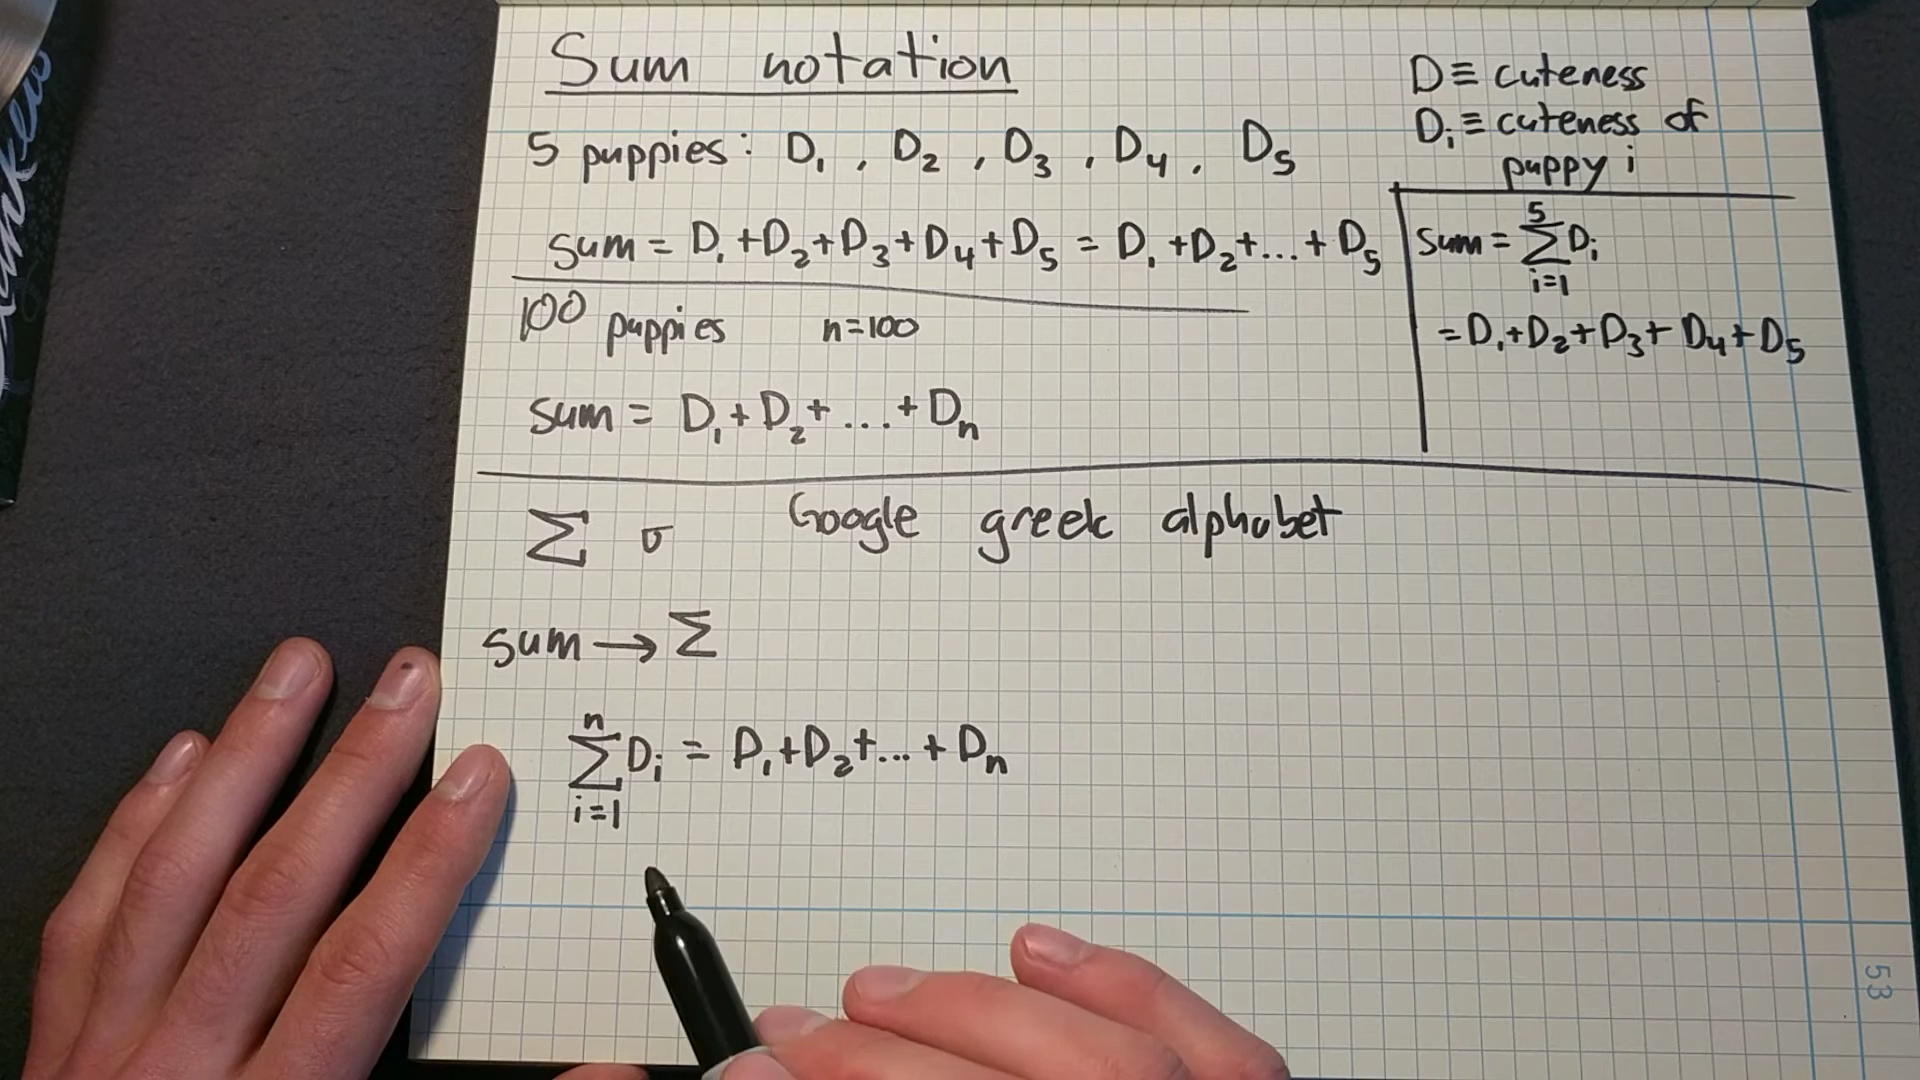 Sum notation
D ≡ cuteness
Di ≡ cuteness of
puppy i
5 puppies: D1, D2, D3, D4, D5
sum = D1+D2+D3+D4+D5 = D1+D2+...+D5
sum = ∑_{i=1}^{5} Di
= D1+D2+D3+D4+D5
100 puppies n=100
sum = D1+D2+...+Dn
∑ σ Google greek alphabet
sum → ∑
∑_{i=1}^{n} Di = D1+D2+...+Dn
53